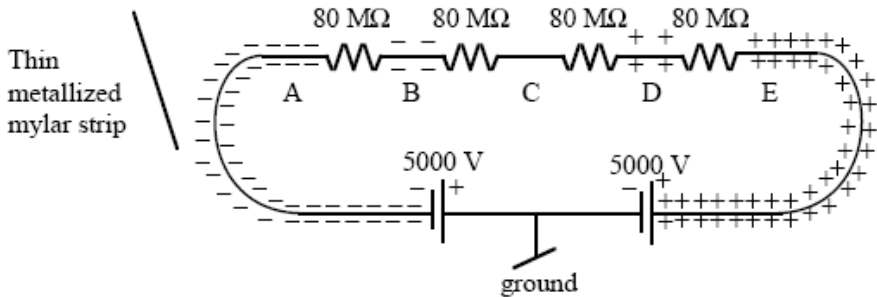 80 MΩ 80 MΩ 80 MΩ 80 MΩ
Thin
metallized
mylar strip
A B C D E
5000 V 5000 V
ground